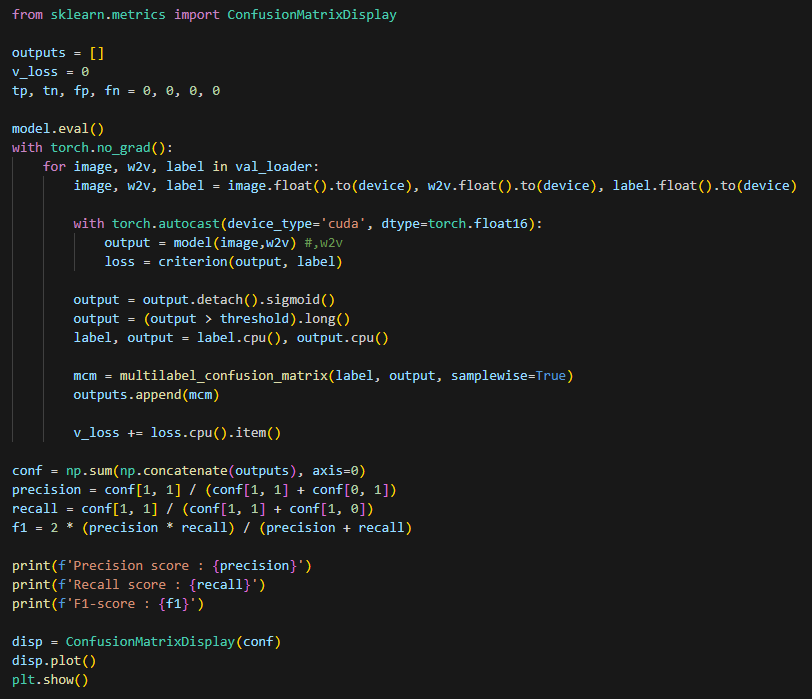 from sklearn.metrics import ConfusionMatrixDisplay

outputs = []
v_loss = 0
tp, tn, fp, fn = 0, 0, 0, 0

model.eval()
with torch.no_grad():
    for image, w2v, label in val_loader:
        image, w2v, label = image.float().to(device), w2v.float().to(device), label.float().to(device)

        with torch.autocast(device_type='cuda', dtype=torch.float16):
            output = model(image,w2v) #,w2v
            loss = criterion(output, label)

        output = output.detach().sigmoid()
        output = (output > threshold).long()
        label, output = label.cpu(), output.cpu()

        mcm = multilabel_confusion_matrix(label, output, samplewise=True)
        outputs.append(mcm)

        v_loss += loss.cpu().item()

conf = np.sum(np.concatenate(outputs), axis=0)
precision = conf[1, 1] / (conf[1, 1] + conf[0, 1])
recall = conf[1, 1] / (conf[1, 1] + conf[1, 0])
f1 = 2 * (precision * recall) / (precision + recall)

print(f'Precision score : {precision}')
print(f'Recall score : {recall}')
print(f'F1-score : {f1}')

disp = ConfusionMatrixDisplay(conf)
disp.plot()
plt.show()